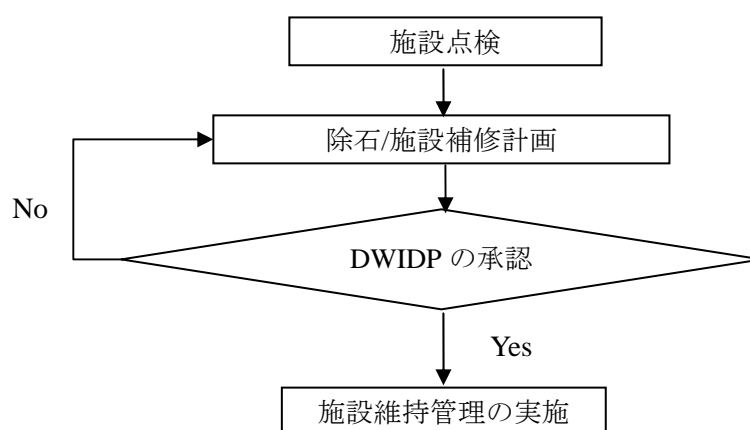 施設点検
除石/施設補修計画
No
DWIDP の承認
Yes
施設維持管理の実施